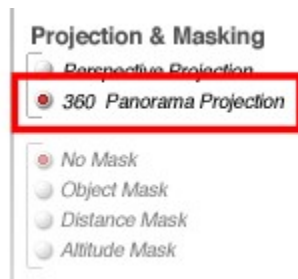 Projection & Masking
Perspective Projection
360 Panorama Projection
No Mask
Object Mask
Distance Mask
Altitude Mask